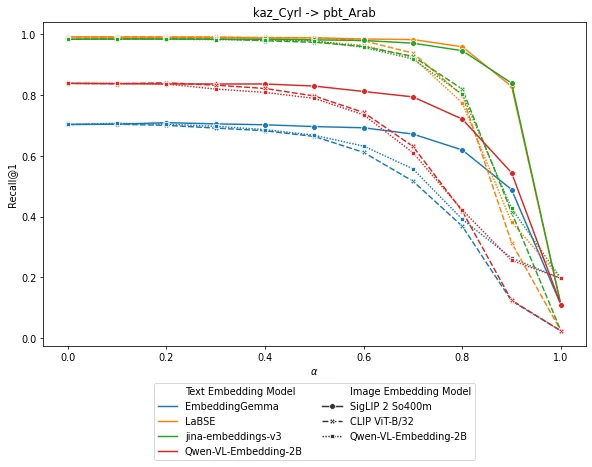 kaz_Cyrl -> pbt_Arab
Recall@1
1.0
0.8
0.6
0.4
0.2
0.0
0.0 0.2 0.4 0.6 0.8 1.0
α
Text Embedding Model
EmbeddingGemma
LaBSE
jina-embeddings-v3
Qwen-VL-Embedding-2B
Image Embedding Model
SigLIP 2 So400m
CLIP ViT-B/32
Qwen-VL-Embedding-2B